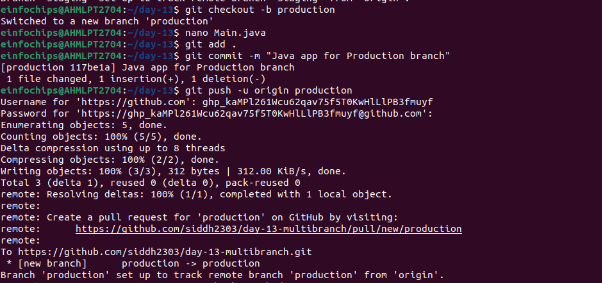 einfochips@AHMLPT2704:~/day-13$ git checkout -b production
Switched to a new branch 'production'
einfochips@AHMLPT2704:~/day-13$ nano Main.java
einfochips@AHMLPT2704:~/day-13$ git add .
einfochips@AHMLPT2704:~/day-13$ git commit -m "Java app for Production branch"
[production 117be1a] Java app for Production branch
 1 file changed, 1 insertion(+), 1 deletion(-)
einfochips@AHMLPT2704:~/day-13$ git push -u origin production
Username for 'https://github.com': [access token omitted]
Password for 'https://[access token omitted]@github.com':
Enumerating objects: 5, done.
Counting objects: 100% (5/5), done.
Delta compression using up to 8 threads
Compressing objects: 100% (2/2), done.
Writing objects: 100% (3/3), 312 bytes | 312.00 KiB/s, done.
Total 3 (delta 1), reused 0 (delta 0), pack-reused 0
remote: Resolving deltas: 100% (1/1), completed with 1 local object.
remote:
remote: Create a pull request for 'production' on GitHub by visiting:
remote:      https://github.com/siddh2303/day-13-multibranch/pull/new/production
remote:
To https://github.com/siddh2303/day-13-multibranch.git
 * [new branch]      production -> production
Branch 'production' set up to track remote branch 'production' from 'origin'.